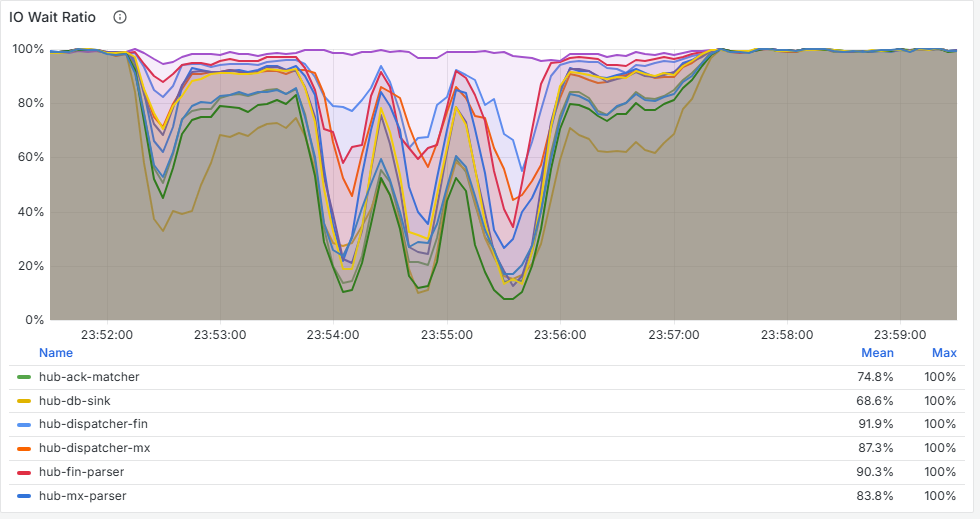 IO Wait Ratio
100%
80%
60%
40%
20%
0%
23:52:00 23:53:00 23:54:00 23:55:00 23:56:00 23:57:00 23:58:00 23:59:00
Name Mean Max
hub-ack-matcher 74.8% 100%
hub-db-sink 68.6% 100%
hub-dispatcher-fin 91.9% 100%
hub-dispatcher-mx 87.3% 100%
hub-fin-parser 90.3% 100%
hub-mx-parser 83.8% 100%